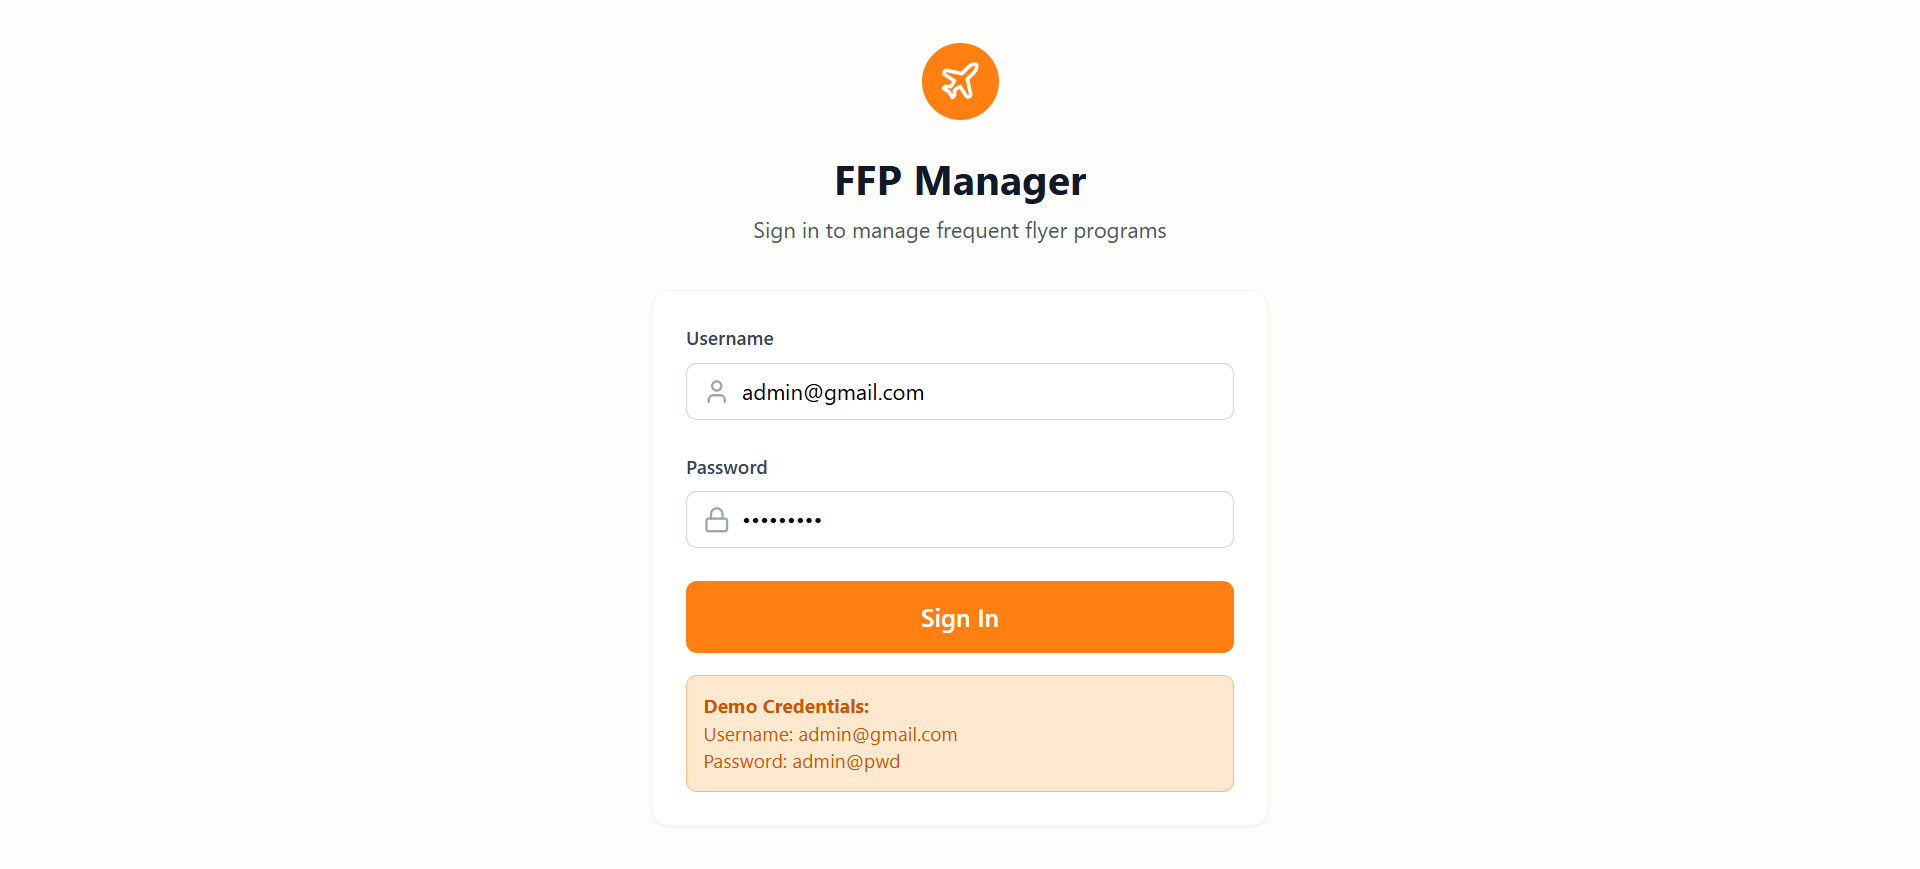 FFP Manager
Sign in to manage frequent flyer programs
Username
admin@gmail.com
Password
•••••••••
Sign In
Demo Credentials:
Username: admin@gmail.com
Password: admin@pwd